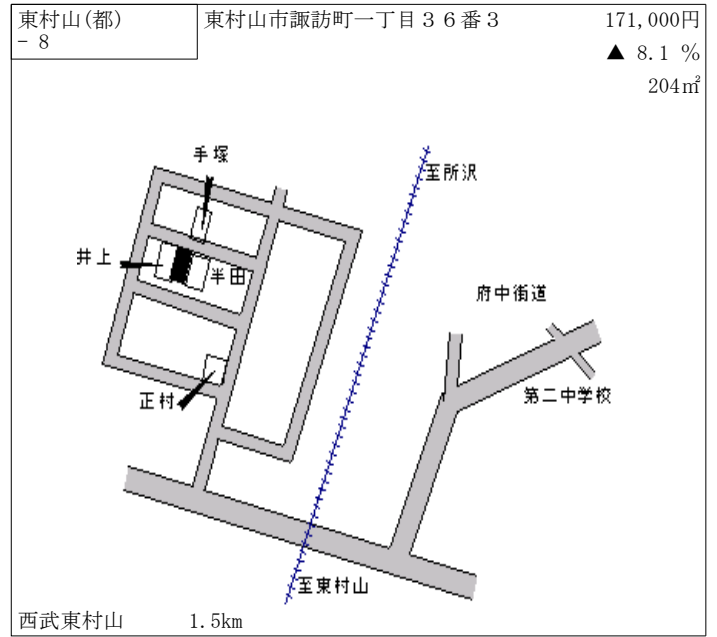 東村山(都)
- 8
東村山市諏訪町一丁目３６番３
171,000円
▲ 8.1 %
204㎡
手塚
至所沢
井上
半田
府中街道
第二中学校
正村
至東村山
西武東村山 1.5km